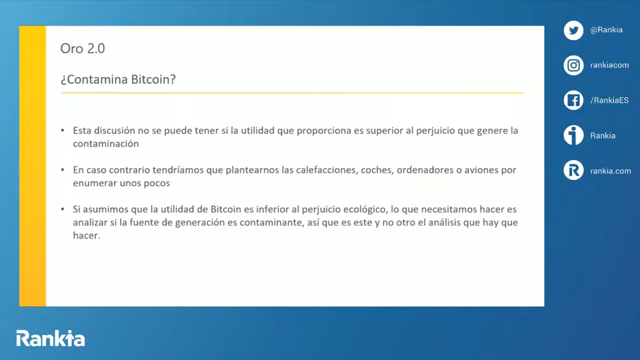 Oro 2.0
¿Contamina Bitcoin?
• Esta discusión no se puede tener si la utilidad que proporciona es superior al perjuicio que genere la
contaminación
• En caso contrario tendríamos que plantearnos las calefacciones, coches, ordenadores o aviones por
enumerar unos pocos
• Si asumimos que la utilidad de Bitcoin es inferior al perjuicio ecológico, lo que necesitamos hacer es
analizar si la fuente de generación es contaminante, así que es este y no otro el análisis que hay que
hacer.
@Rankia
rankiacom
/RankiaES
Rankia
rankia.com
Rankia